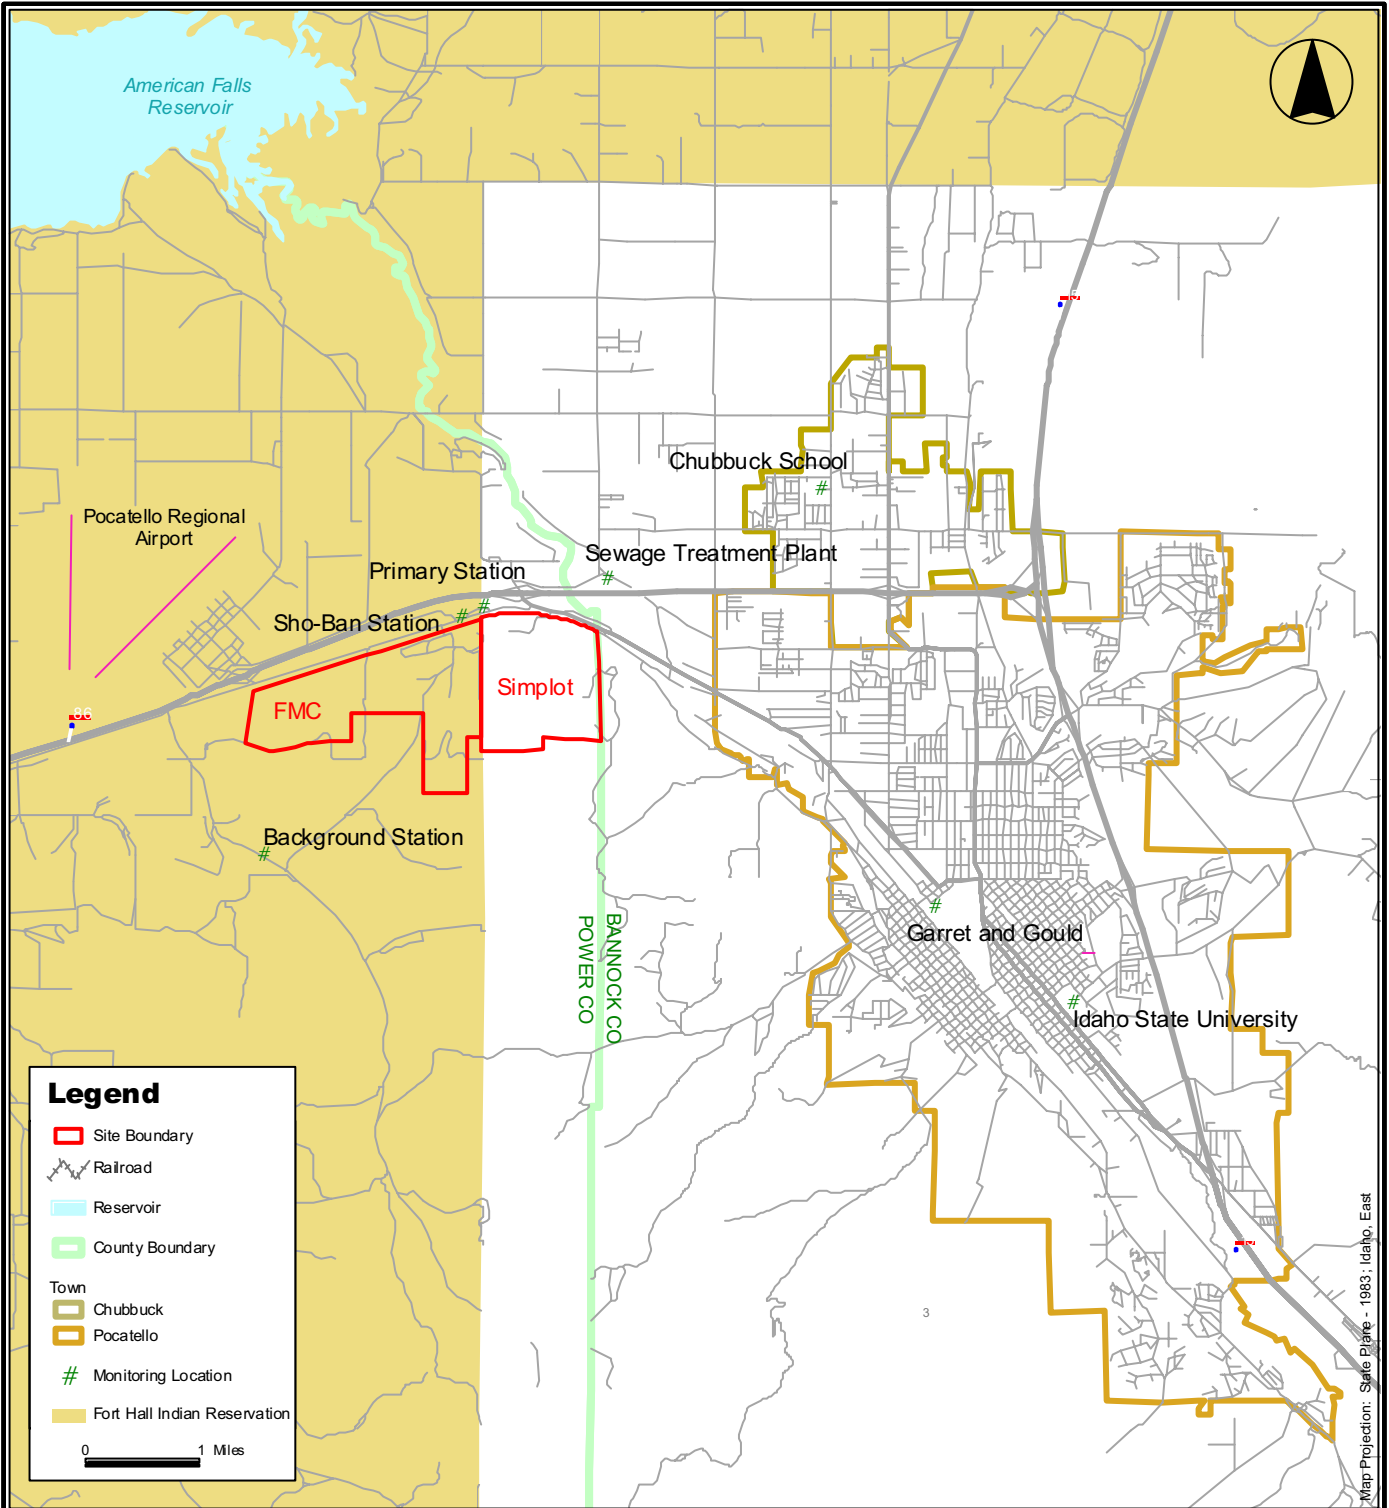 American Falls
Reservoir
15
Chubbuck School
Pocatello Regional
Airport
Sewage Treatment Plant
Primary Station
Sho-Ban Station
Simplot
FMC
86
Background Station
BANNOCK CO
POWER CO
Garret and Gould
Idaho State University
Legend
Site Boundary
Railroad
Reservoir
County Boundary
Town
Chubbuck
Pocatello
Monitoring Location
Fort Hall Indian Reservation
0 1 Miles
3
Map Projection: State Plane - 1983; Idaho, East